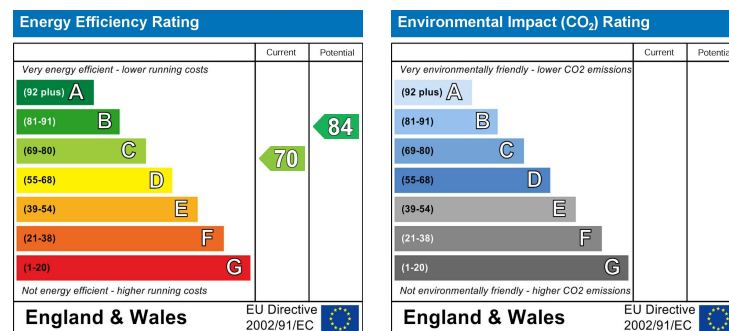 Energy Efficiency Rating
Current Potential
Very energy efficient - lower running costs
(92 plus) A
(81-91) B
(69-80) C
(55-68) D
(39-54) E
(21-38) F
(1-20) G
70
84
Not energy efficient - higher running costs
England & Wales
EU Directive
2002/91/EC
Environmental Impact (CO₂) Rating
Current Potential
Very environmentally friendly - lower CO2 emissions
(92 plus) A
(81-91) B
(69-80) C
(55-68) D
(39-54) E
(21-38) F
(1-20) G
Not environmentally friendly - higher CO2 emissions
England & Wales
EU Directive
2002/91/EC